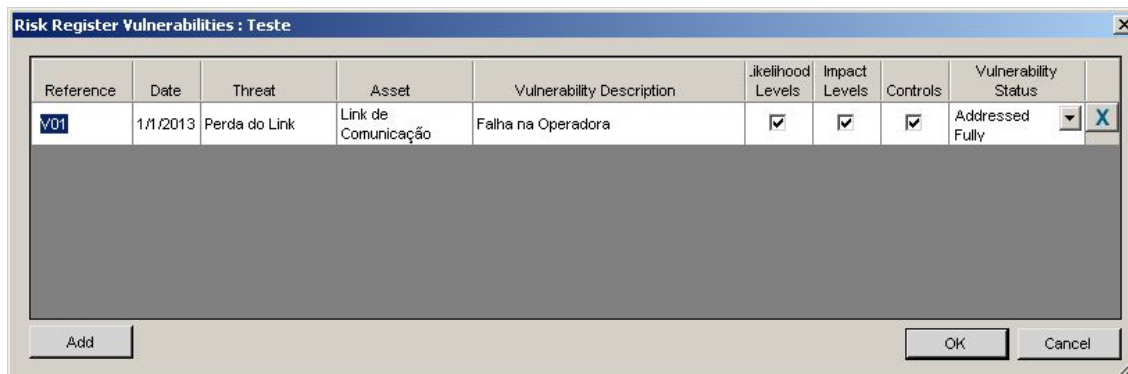 Risk Register Vulnerabilities : Teste
X
Reference Date Threat Asset Vulnerability Description Likelihood Levels Impact Levels Controls Vulnerability Status
V01 1/1/2013 Perda do Link Link de Comunicação Falha na Operadora Addressed Fully X
Add OK Cancel